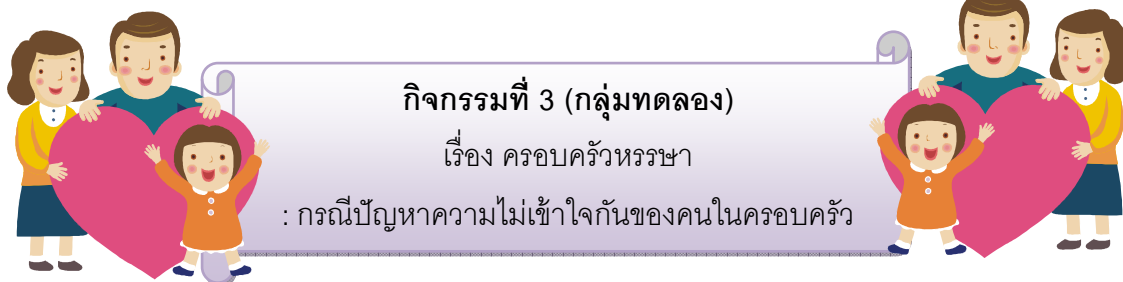 กิจกรรมที่ 3 (กลุ่มทดลอง)
เรื่อง ครอบครัวหรรษา
: กรณีปัญหาความไม่เข้าใจกันของคนในครอบครัว